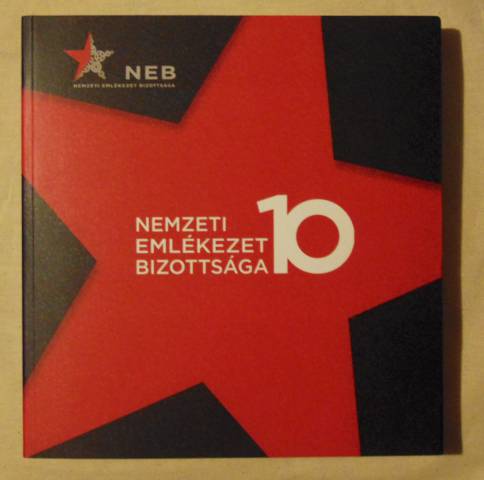 NEB
NEMZETI EMLÉKEZET BIZOTTSÁGA
NEMZETI
EMLÉKEZET
BIZOTTSÁGA
10